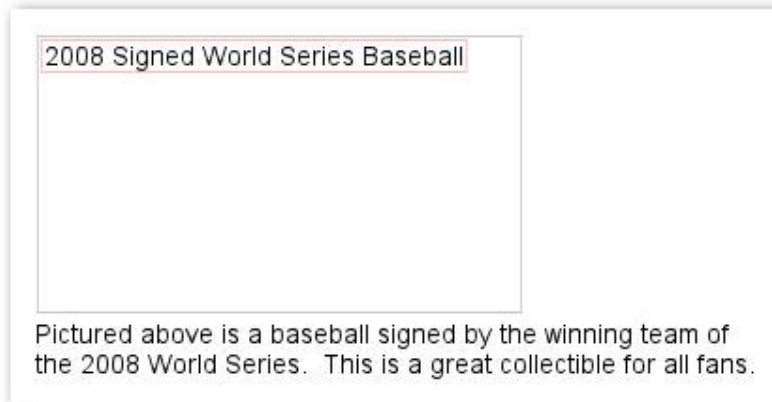 2008 Signed World Series Baseball
Pictured above is a baseball signed by the winning team of
the 2008 World Series.  This is a great collectible for all fans.